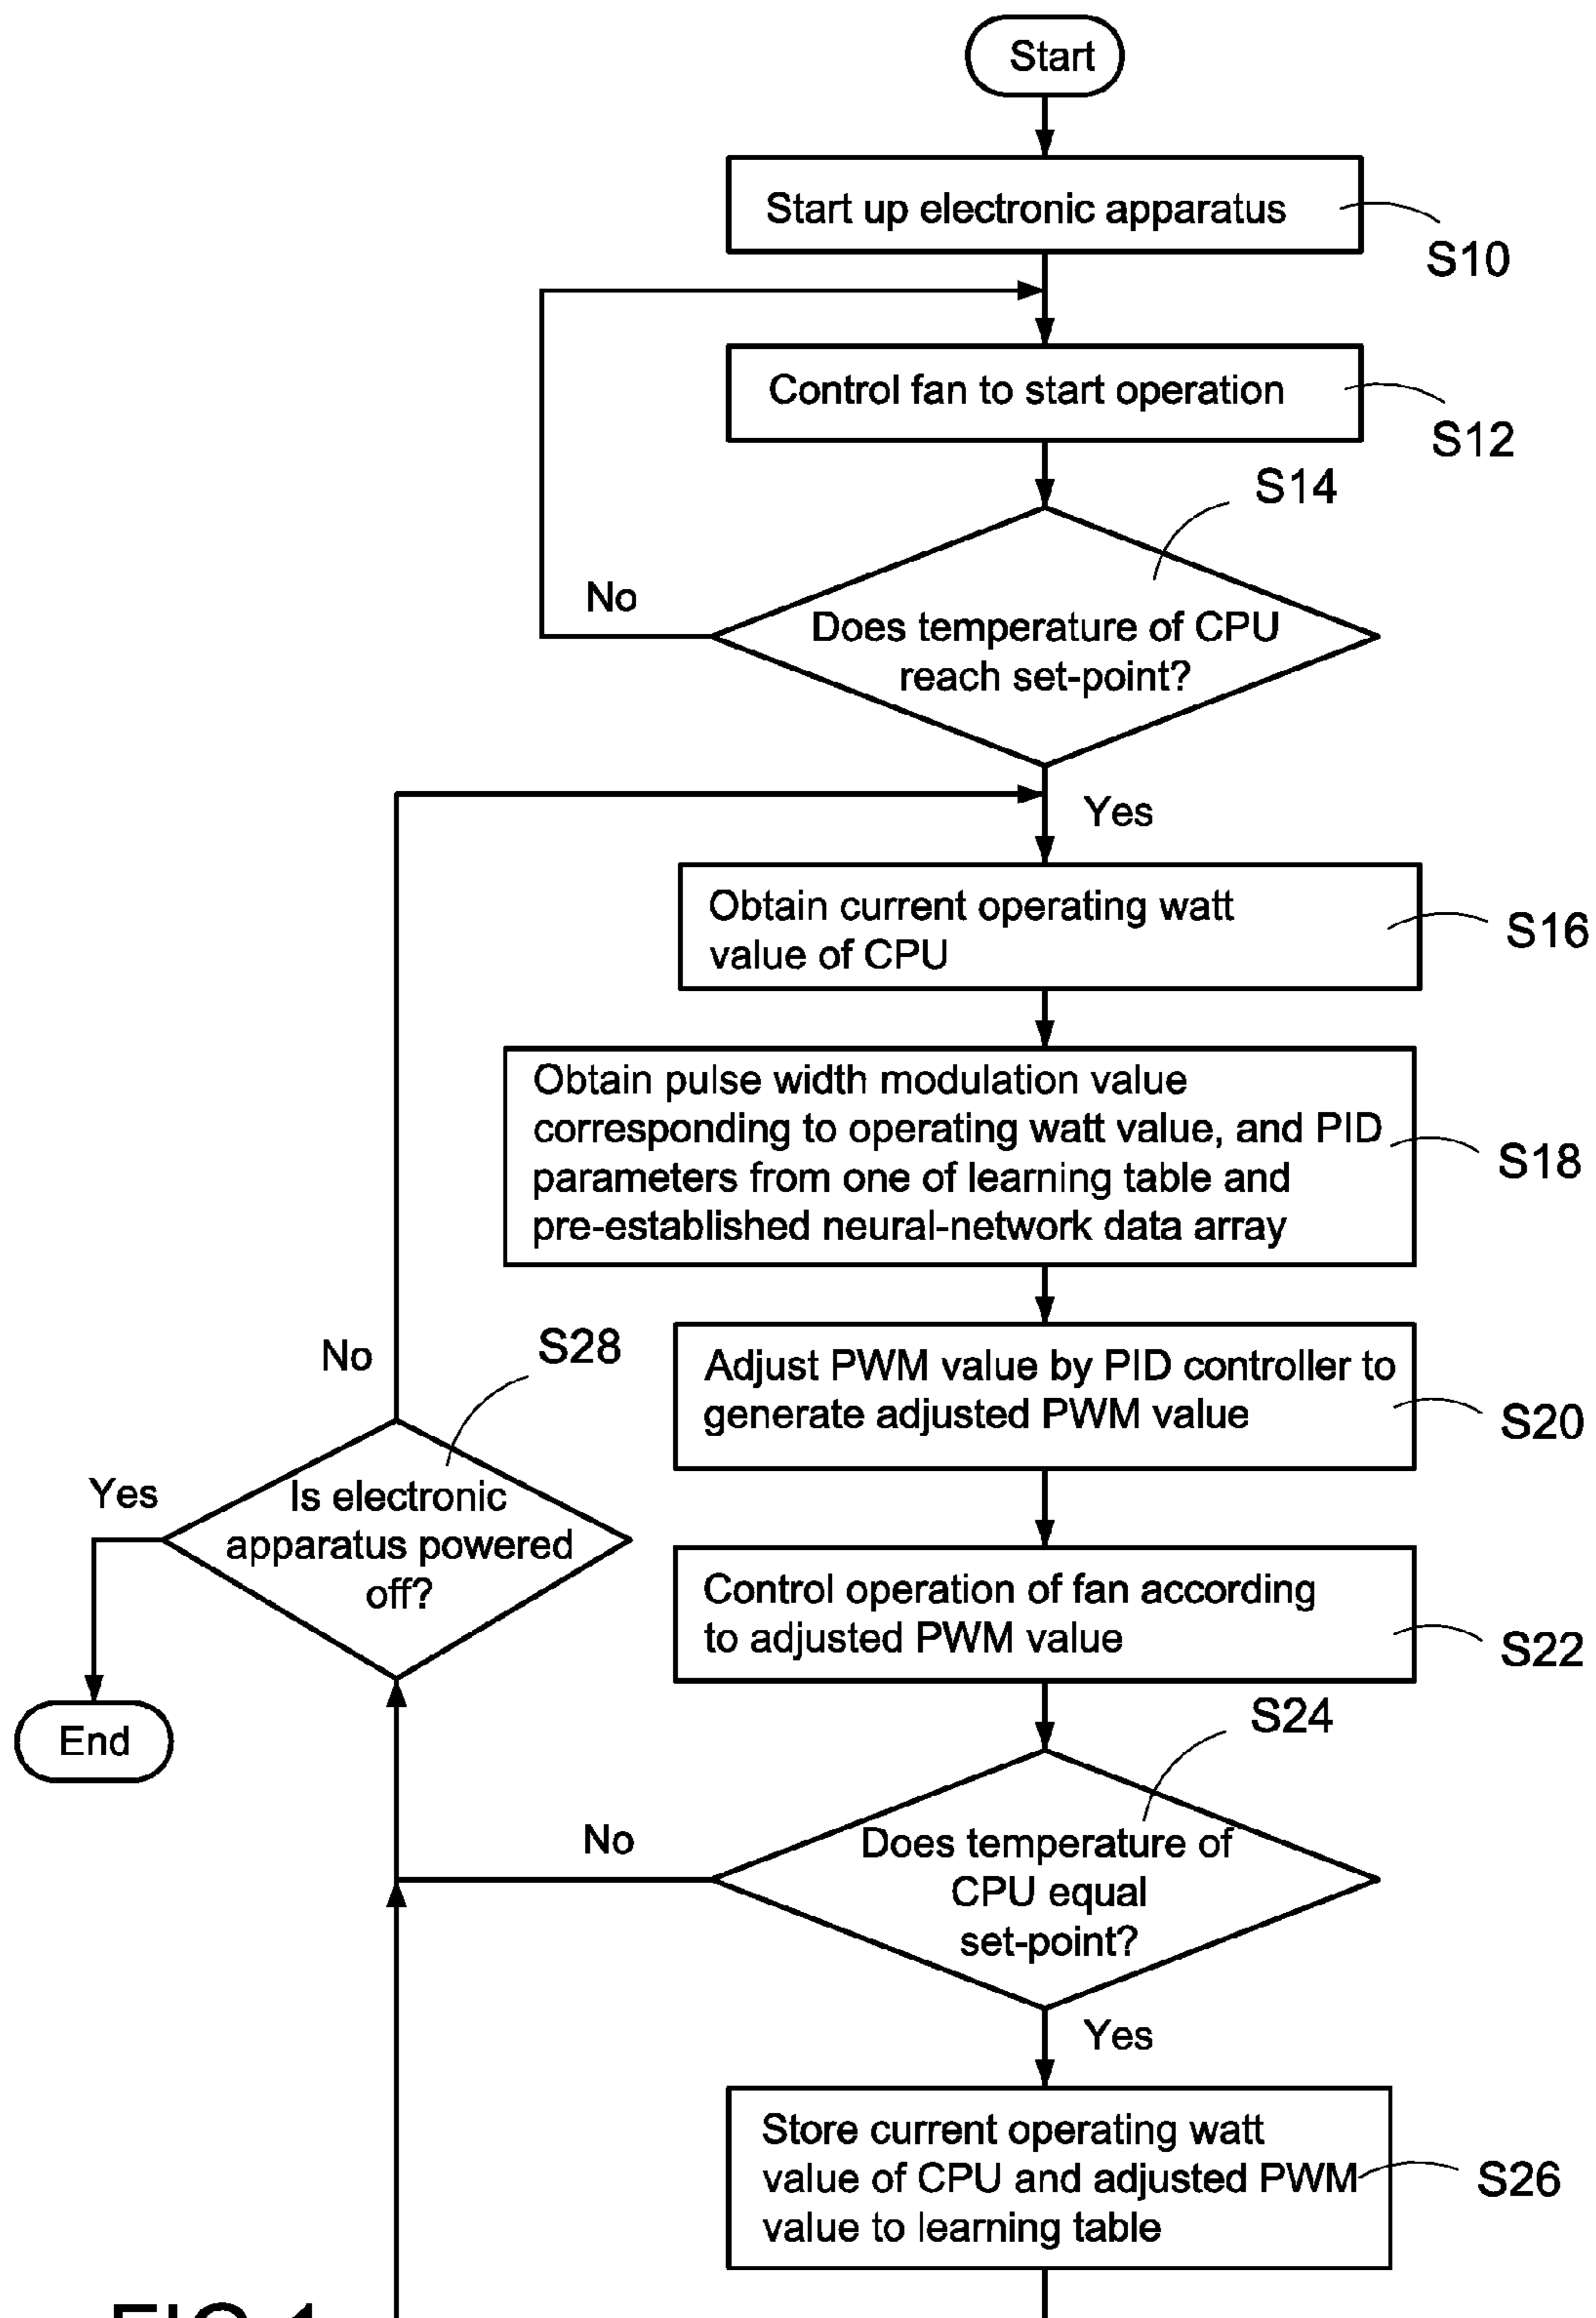 Start
Start up electronic apparatus
S10
Control fan to start operation
S12
S14
No
Does temperature of CPU
reach set-point?
Yes
Obtain current operating watt
value of CPU
S16
Obtain pulse width modulation value
corresponding to operating watt value, and PID
parameters from one of learning table and
pre-established neural-network data array
S18
No
S28
Adjust PWM value by PID controller to
generate adjusted PWM value
S20
Yes
Is electronic
apparatus powered
off?
Control operation of fan according
to adjusted PWM value
S22
End
S24
No
Does temperature of
CPU equal
set-point?
Yes
Store current operating watt
value of CPU and adjusted PWM
value to learning table
S26